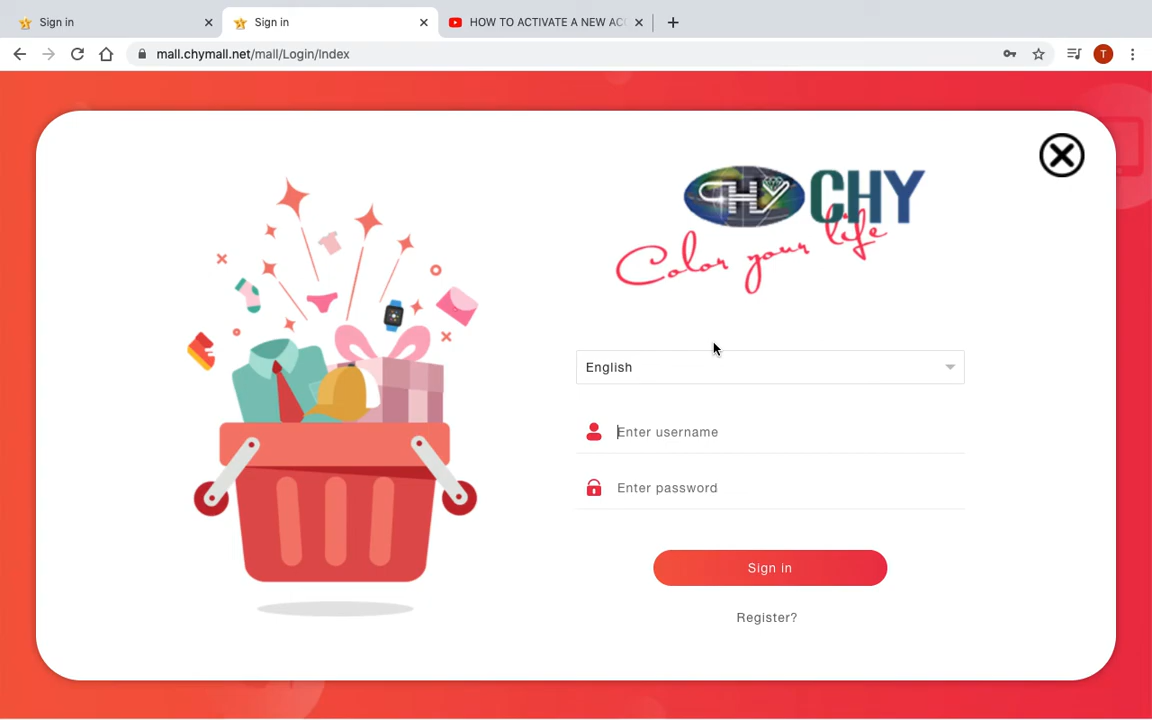 Sign in
Sign in
HOW TO ACTIVATE A NEW AC
mall.chymall.net/mall/Login/Index
T
CHY CHY
Color your life
English
Enter username
Enter password
Sign in
Register?